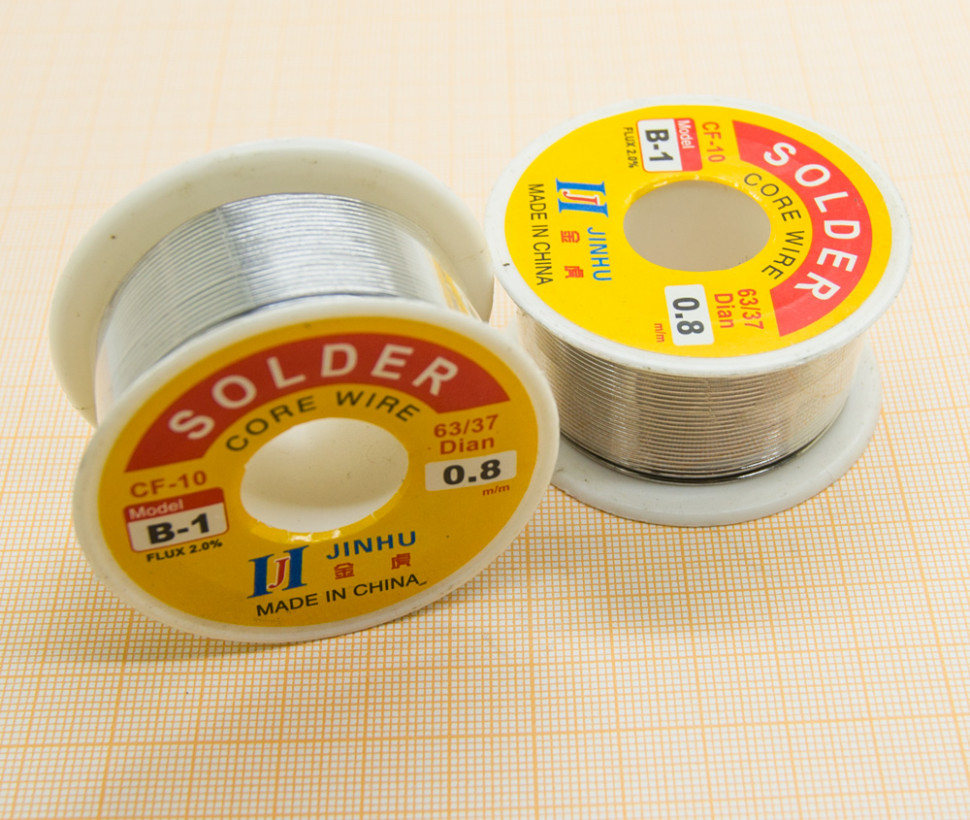 SOLDER
CORE WIRE
63/37
Dian
0.8
m/m
CF-10
Model
B-1
FLUX 2.0%
IJI
JINHU
金虎
MADE IN CHINA
SOLDER
CORE WIRE
63/37
Dian
0.8
m/m
CF-10
Model
B-1
FLUX 2.0%
IJI
JINHU
金虎
MADE IN CHINA